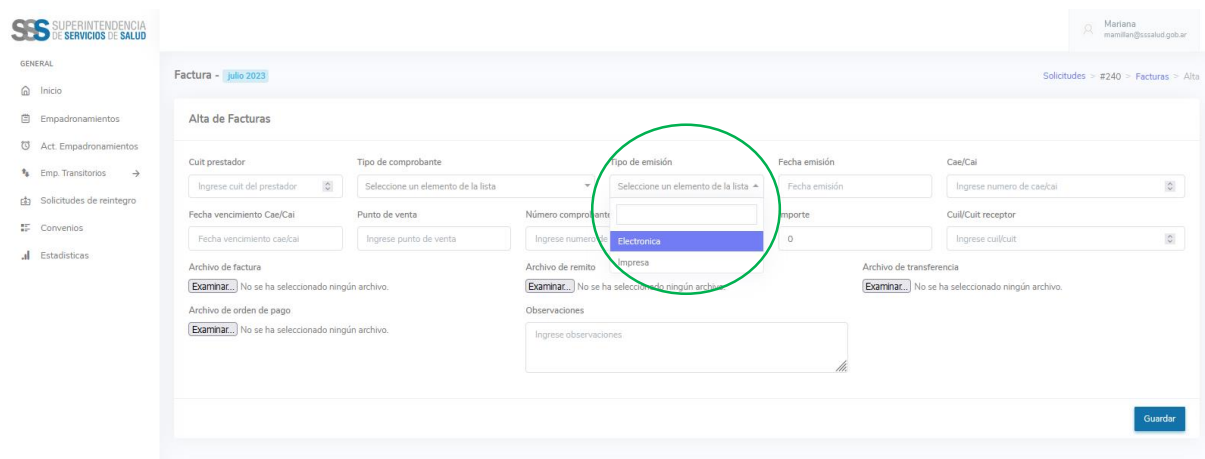 SSS SUPERINTENDENCIA
DE SERVICIOS DE SALUD
Mariana
mamillan@sssalud.gob.ar
GENERAL
Inicio
Empadronamientos
Act. Empadronamientos
Emp. Transitorios
Solicitudes de reintegro
Convenios
Estadisticas
Factura - julio 2023
Solicitudes > #240 > Facturas > Alta
Alta de Facturas
Cuit prestador
Ingrese cuit del prestador
Tipo de comprobante
Seleccione un elemento de la lista
Tipo de emisión
Seleccione un elemento de la lista
Electronica
Impresa
Fecha emisión
Fecha emisión
Cae/Cai
Ingrese numero de cae/cai
Fecha vencimiento Cae/Cai
Fecha vencimiento cae/cai
Punto de venta
Ingrese punto de venta
Número comprobante
Ingrese numero de
Importe
0
Cuil/Cuit receptor
Ingrese cuil/cuit
Archivo de factura
Examinar... No se ha seleccionado ningún archivo.
Archivo de remito
Examinar... No se ha seleccionado ningún archivo.
Archivo de transferencia
Examinar... No se ha seleccionado ningún archivo.
Archivo de orden de pago
Examinar... No se ha seleccionado ningún archivo.
Observaciones
Ingrese observaciones
Guardar